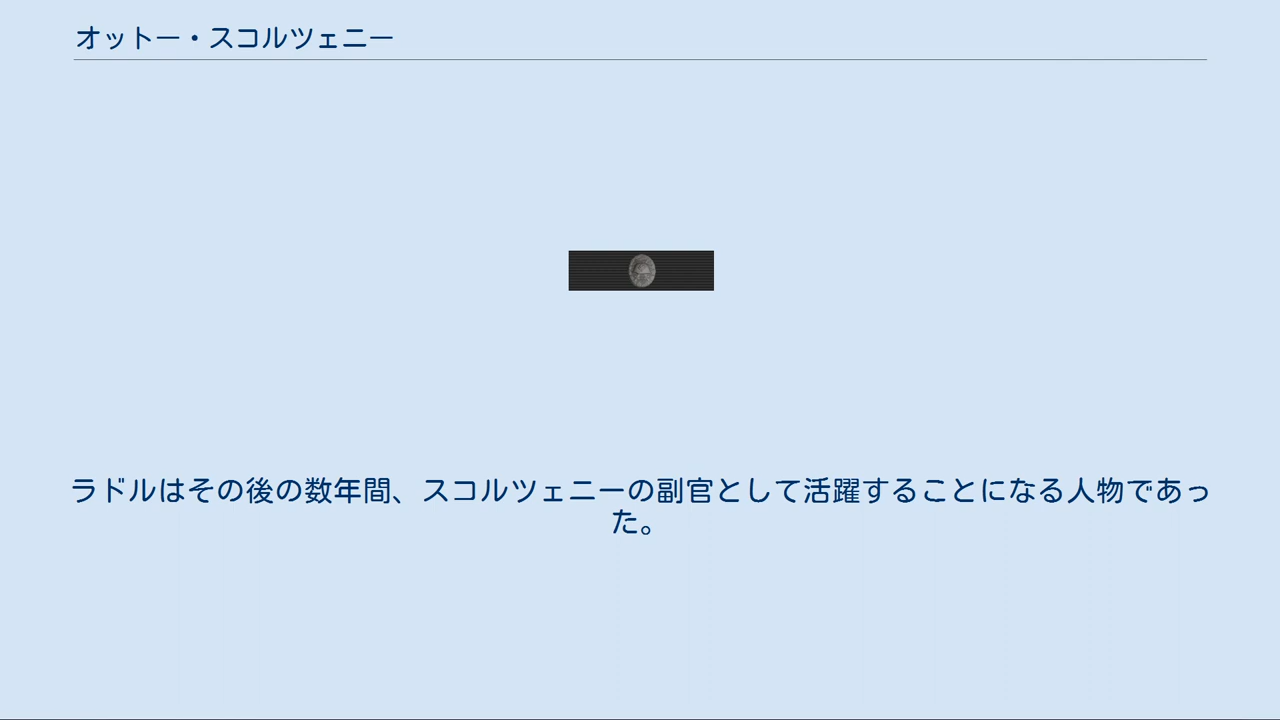 オットー・スコルツェニー
ラドルはその後の数年間、スコルツェニーの副官として活躍することになる人物であっ
た。